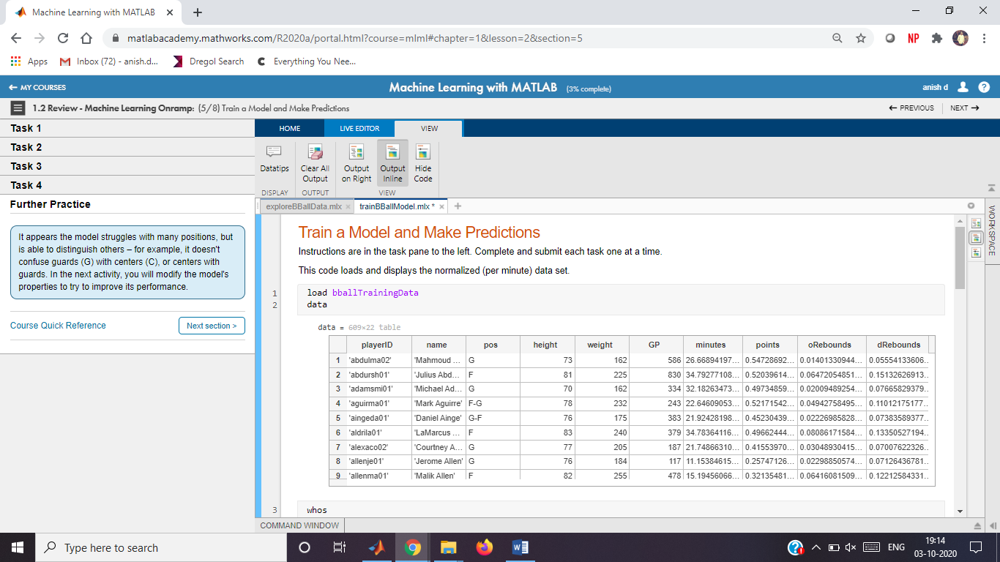 Machine Learning with MATLAB
matlabacademy.mathworks.com/R2020a/portal.html?course=mlml#chapter=1&lesson=2&section=5
NP
Apps
Inbox (72) - anish.d...
Dregol Search
Everything You Nee...
← MY COURSES
Machine Learning with MATLAB (3% complete)
anish d
1.2 Review - Machine Learning Onramp: (5/8) Train a Model and Make Predictions
← PREVIOUS
NEXT →
Task 1
Task 2
Task 3
Task 4
Further Practice
It appears the model struggles with many positions, but
is able to distinguish others – for example, it doesn't
confuse guards (G) with centers (C), or centers with
guards. In the next activity, you will modify the model's
properties to try to improve its performance.
Course Quick Reference
Next section >
HOME
LIVE EDITOR
VIEW
Datatips
Clear All
Output
Output
on Right
Output
Inline
Hide
Code
DISPLAY
OUTPUT
VIEW
exploreBBallData.mlx
trainBBallModel.mlx *
WORKSPACE
Train a Model and Make Predictions
Instructions are in the task pane to the left. Complete and submit each task one at a time.
This code loads and displays the normalized (per minute) data set.
1 load bballTrainingData
2 data
data = 609×22 table
playerID name pos height weight GP minutes points oRebounds dRebounds
1 'abdulma02' 'Mahmoud ... G 73 162 586 26.66894197... 0.54728692... 0.01401330944... 0.05554133606...
2 'abdursh01' 'Julius Abd... F 81 225 830 34.79277108... 0.52039614... 0.06472054851... 0.15132626913...
3 'adamsmi01' 'Michael Ad... G 70 162 334 32.18263473... 0.49734859... 0.02009489254... 0.07665829379...
4 'aguirma01' 'Mark Aguirre' F-G 78 232 243 22.64609053... 0.52171542... 0.04942758495... 0.11012175177...
5 'aingeda01' 'Daniel Ainge' G-F 76 175 383 21.92428198... 0.45230439... 0.02226985828... 0.07383589377...
6 'aldrila01' 'LaMarcus ... F 83 240 379 34.78364116... 0.49662444... 0.08086171584... 0.13350527194...
7 'alexaco02' 'Courtney A... G 77 205 187 21.74866310... 0.41553970... 0.03048930415... 0.07007622326...
8 'allenje01' 'Jerome Allen' G 76 184 117 11.15384615... 0.25747126... 0.02298850574... 0.07126436781...
9 'allenma01' 'Malik Allen' F 82 255 478 15.19456066... 0.32135481... 0.06416081509... 0.12212584331...
3 whos
COMMAND WINDOW
Type here to search
ENG
19:14
03-10-2020